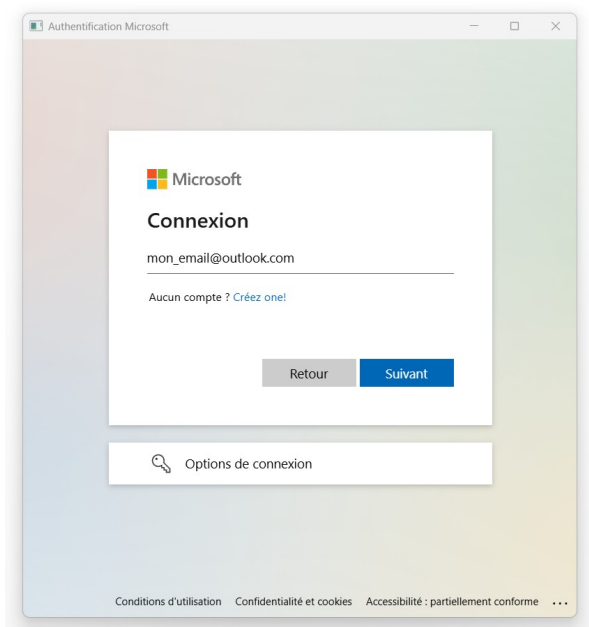 Authentification Microsoft
Microsoft
Connexion
mon_email@outlook.com
Aucun compte ? Créez one!
Retour Suivant
Options de connexion
Conditions d'utilisation Confidentialité et cookies Accessibilité : partiellement conforme ...